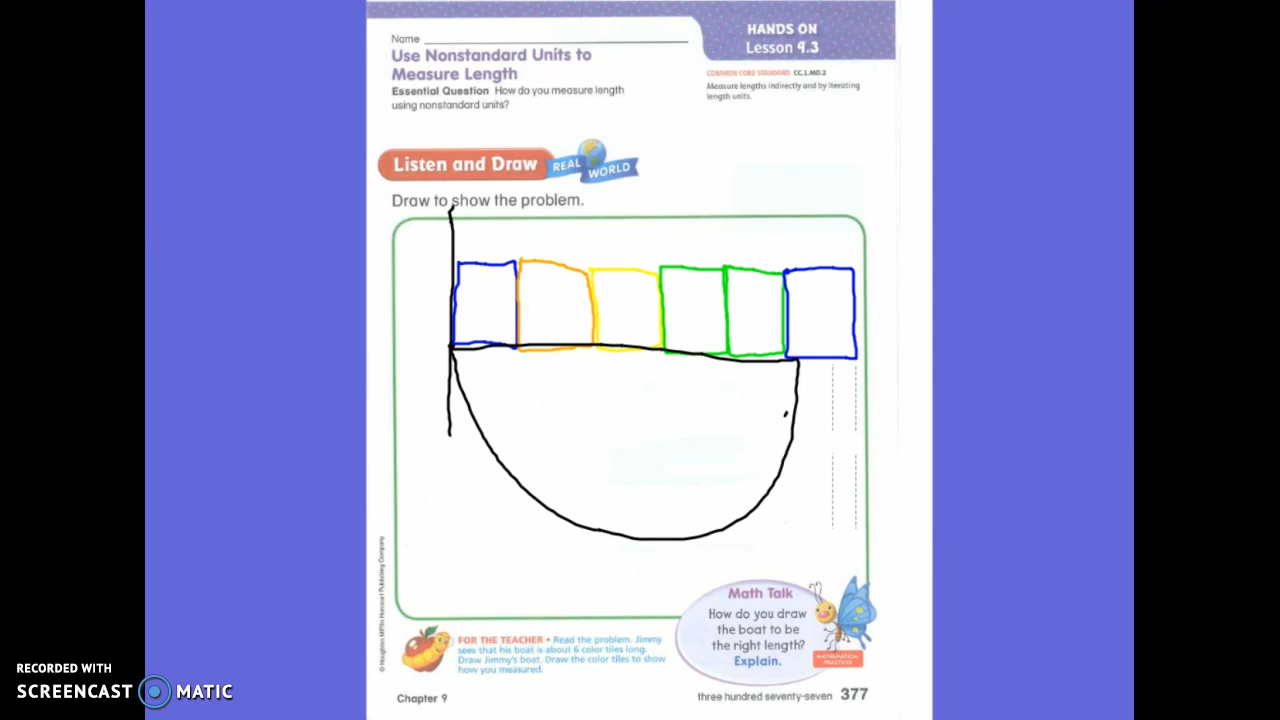 HANDS ON
Lesson 9.3
Name
Use Nonstandard Units to
Measure Length
Essential Question How do you measure length
using nonstandard units?
COMMON CORE STANDARD CC.1.MD.2
Measure lengths indirectly and by iterating
length units.
Listen and Draw
REAL
WORLD
Draw to show the problem.
© Houghton Mifflin Harcourt Publishing Company
Math Talk
How do you draw
the boat to be
the right length?
Explain.
MATHEMATICAL
PRACTICES
FOR THE TEACHER • Read the problem. Jimmy
sees that his boat is about 6 color tiles long.
Draw Jimmy's boat. Draw the color tiles to show
how you measured.
Chapter 9
three hundred seventy-seven 377
RECORDED WITH
SCREENCAST MATIC